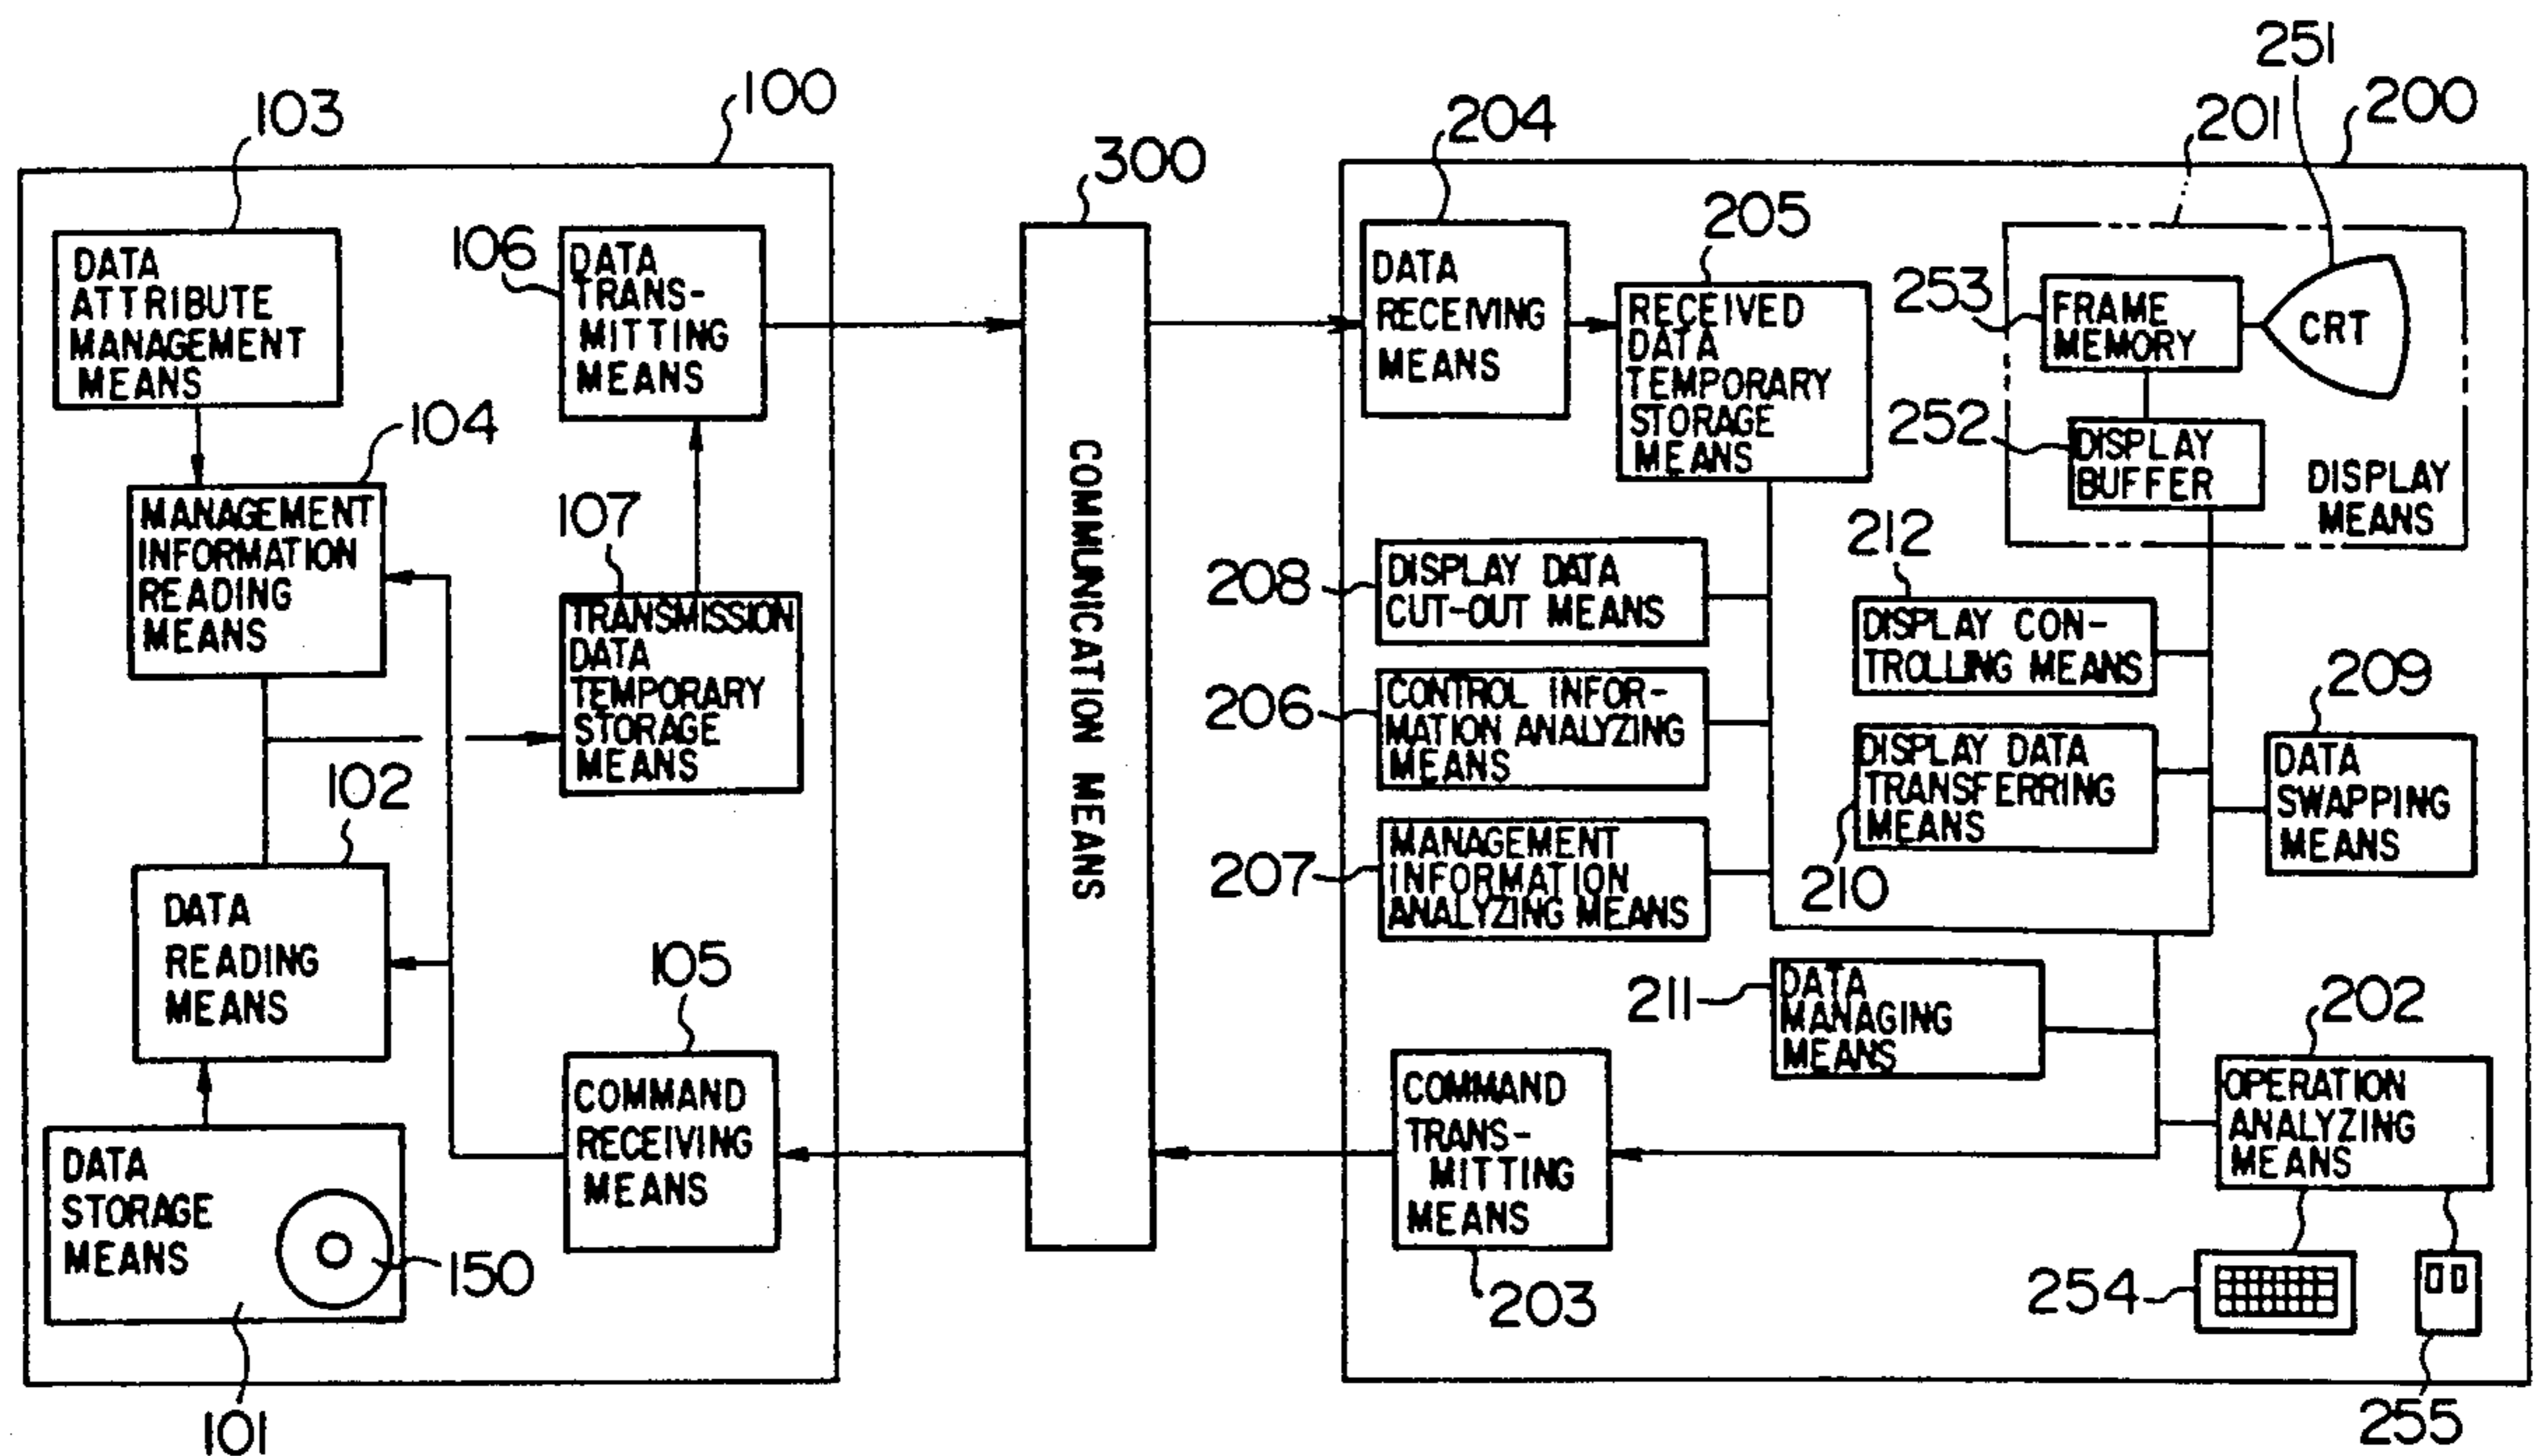 251
100
201
200
103
204
300
205
DATA
ATTRIBUTE
MANAGEMENT
MEANS
106
DATA
TRANS-
MITTING
MEANS
DATA
RECEIVING
MEANS
RECEIVED
DATA
TEMPORARY
STORAGE
MEANS
253
FRAME
MEMORY
CRT
252
DISPLAY
BUFFER
DISPLAY
MEANS
104
MANAGEMENT
INFORMATION
READING
MEANS
107
TRANSMISSION
DATA
TEMPORARY
STORAGE
MEANS
COMMUNICATION MEANS
208
DISPLAY DATA
CUT-OUT MEANS
212
DISPLAY CON-
TROLLING MEANS
206
CONTROL INFOR-
MATION ANALYZING
MEANS
209
DISPLAY DATA
TRANSFERRING
MEANS
210
DATA
SWAPPING
MEANS
207
MANAGEMENT
INFORMATION
ANALYZING MEANS
102
DATA
READING
MEANS
105
COMMAND
RECEIVING
MEANS
211
DATA
MANAGING
MEANS
202
OPERATION
ANALYZING
MEANS
COMMAND
TRANS-
MITTING
MEANS
203
DATA
STORAGE
MEANS
150
101
254
255